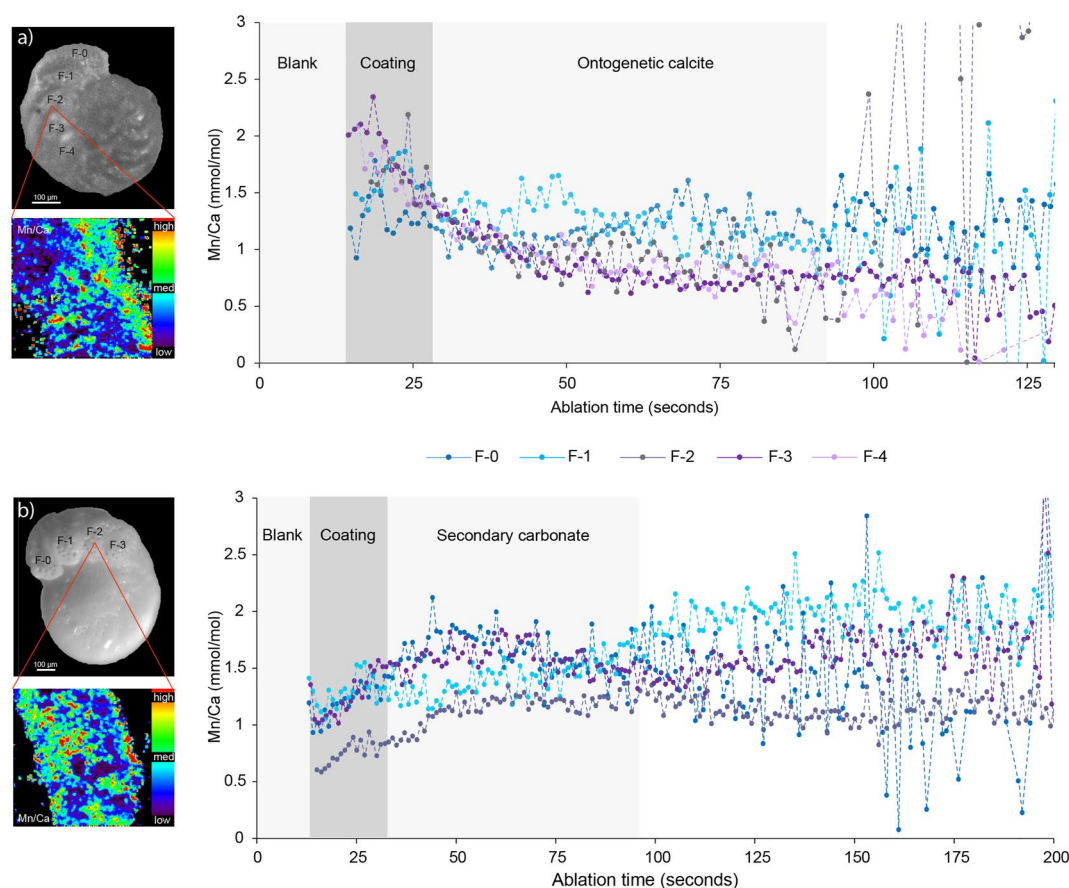 a)
F-0
F-1
F-2
F-3
F-4
100 µm
Mn/Ca
high
med
low
Mn/Ca (mmol/mol)
3
2.5
2
1.5
1
0.5
0
Blank
Coating
Ontogenetic calcite
0
25
50
75
100
125
Ablation time (seconds)
F-0
F-1
F-2
F-3
F-4
b)
F-2
F-1
F-3
F-0
100 µm
high
med
low
Mn/Ca
Mn/Ca (mmol/mol)
3
2.5
2
1.5
1
0.5
0
Blank
Coating
Secondary carbonate
0
25
50
75
100
125
150
175
200
Ablation time (seconds)